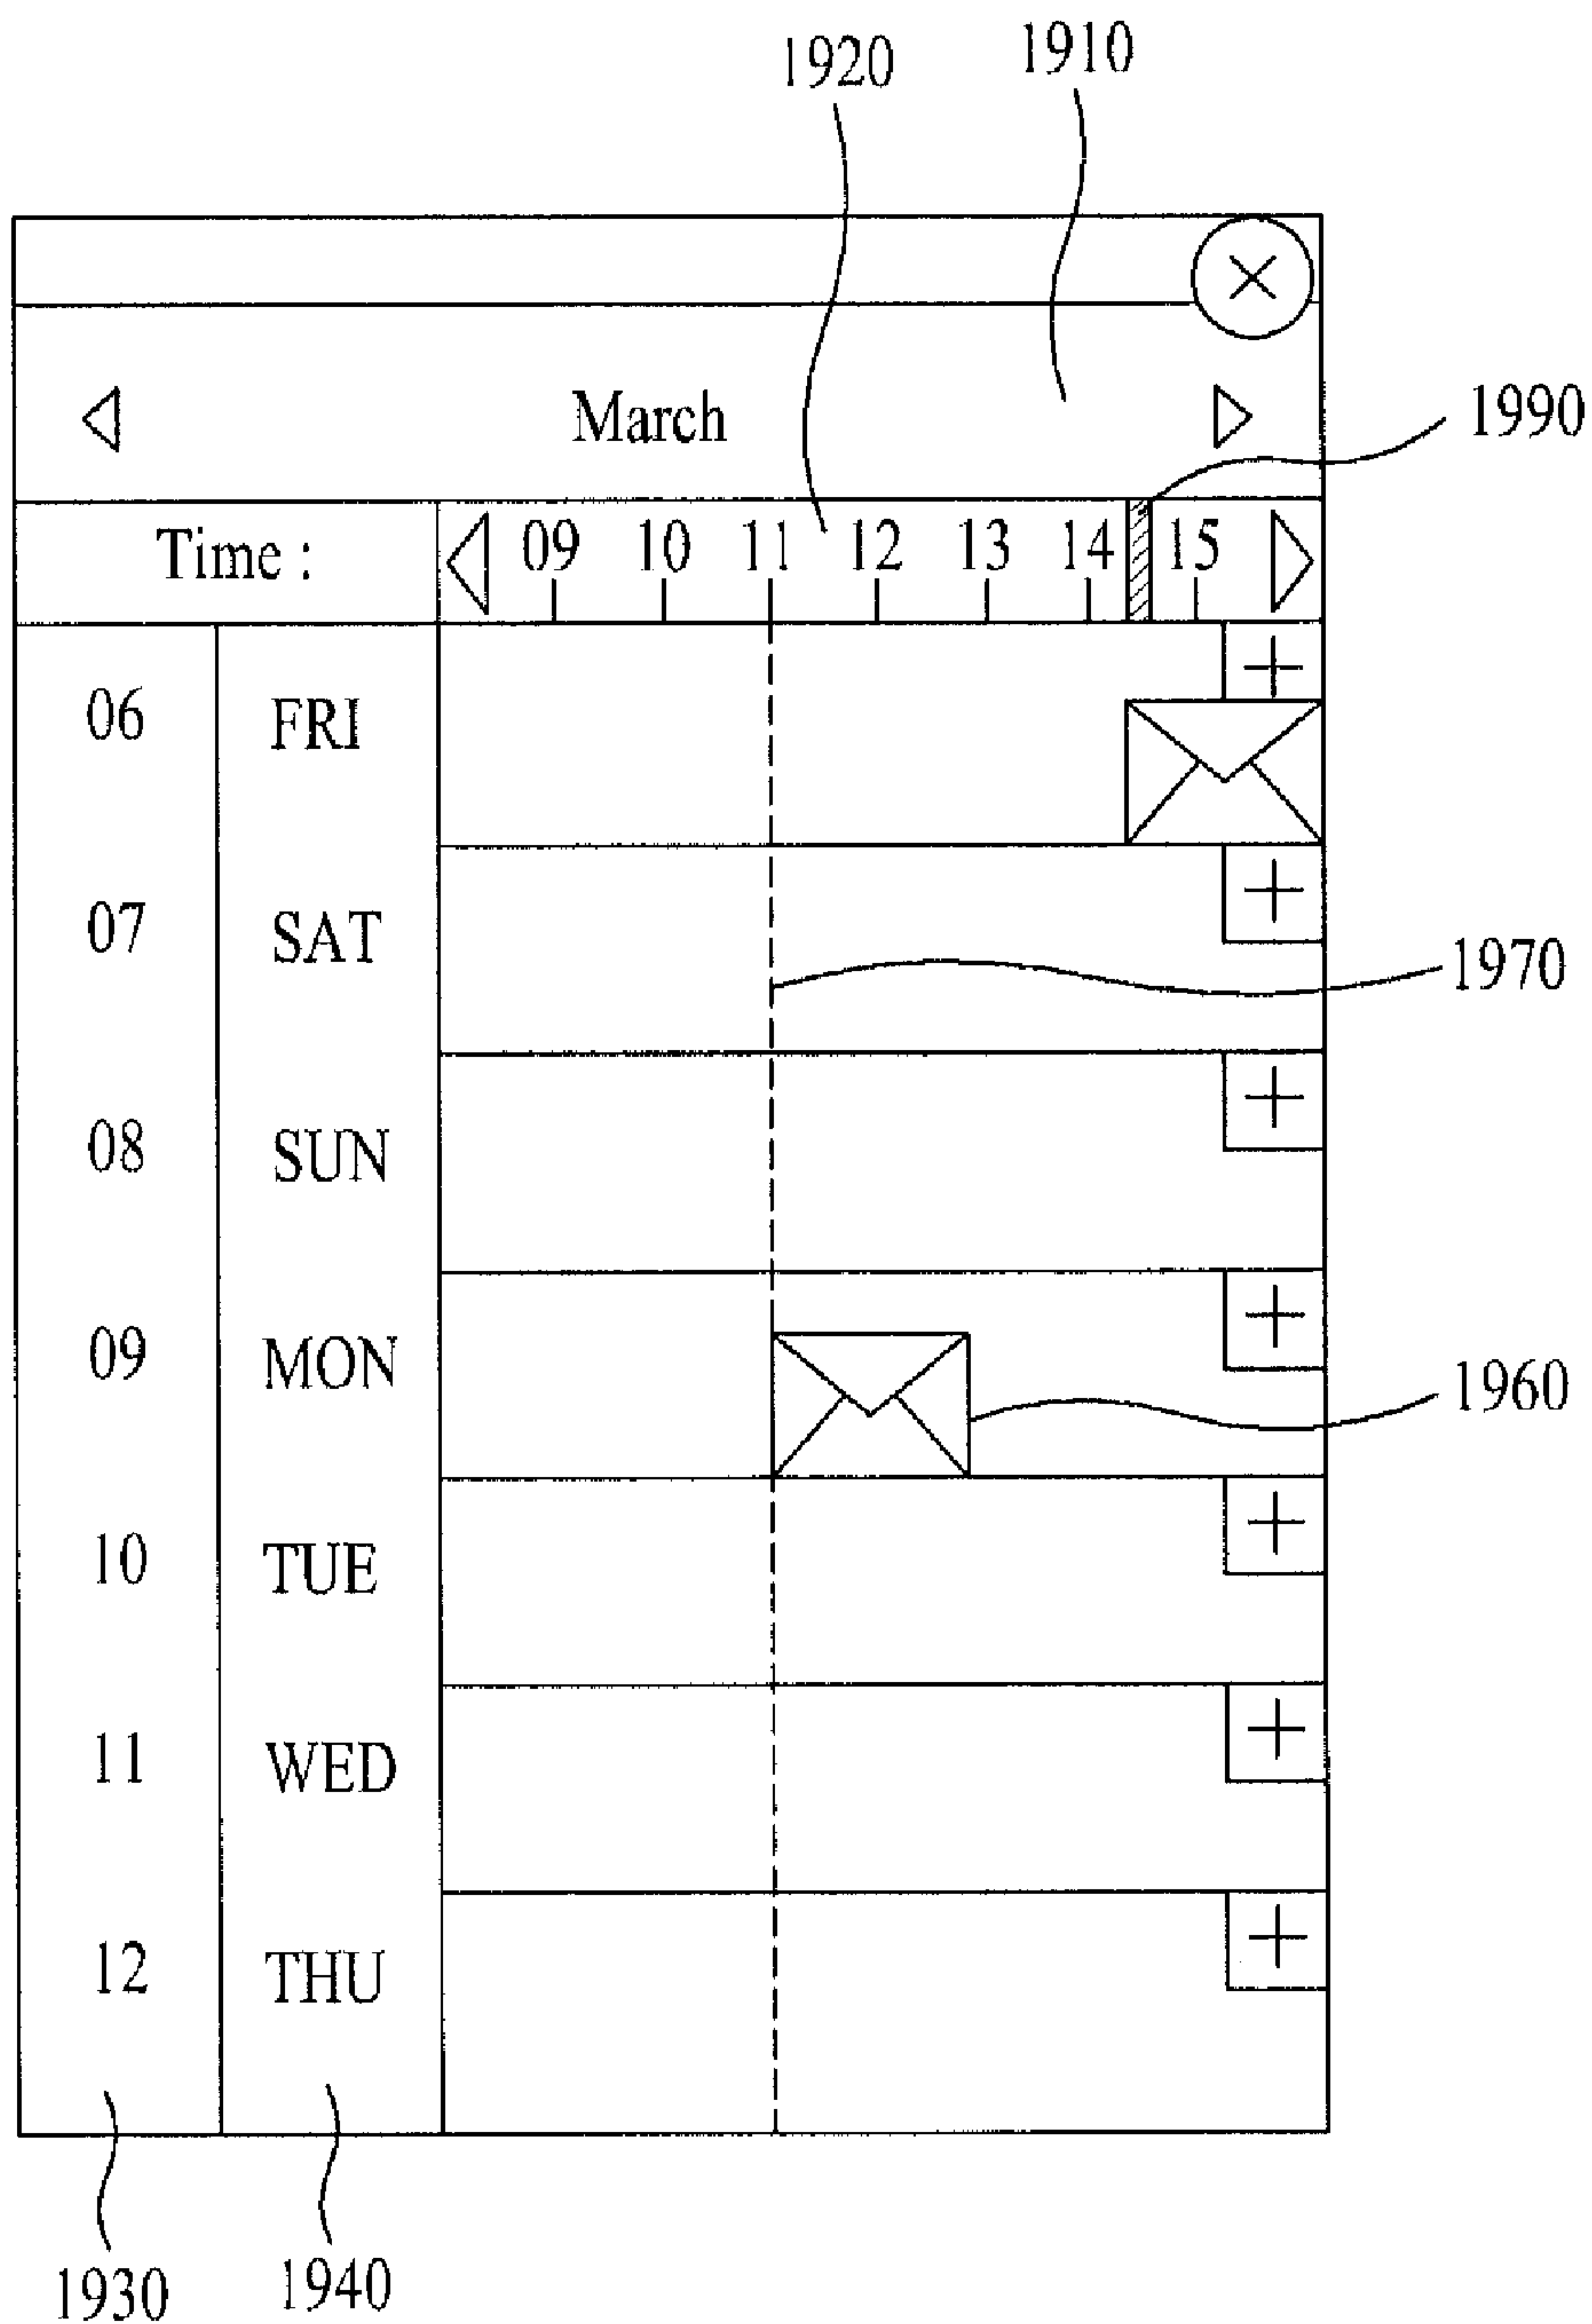 1920 1910
March
1990
Time : 09 10 11 12 13 14 15
06 FRI
07 SAT
1970
08 SUN
09 MON
1960
10 TUE
11 WED
12 THU
1930 1940